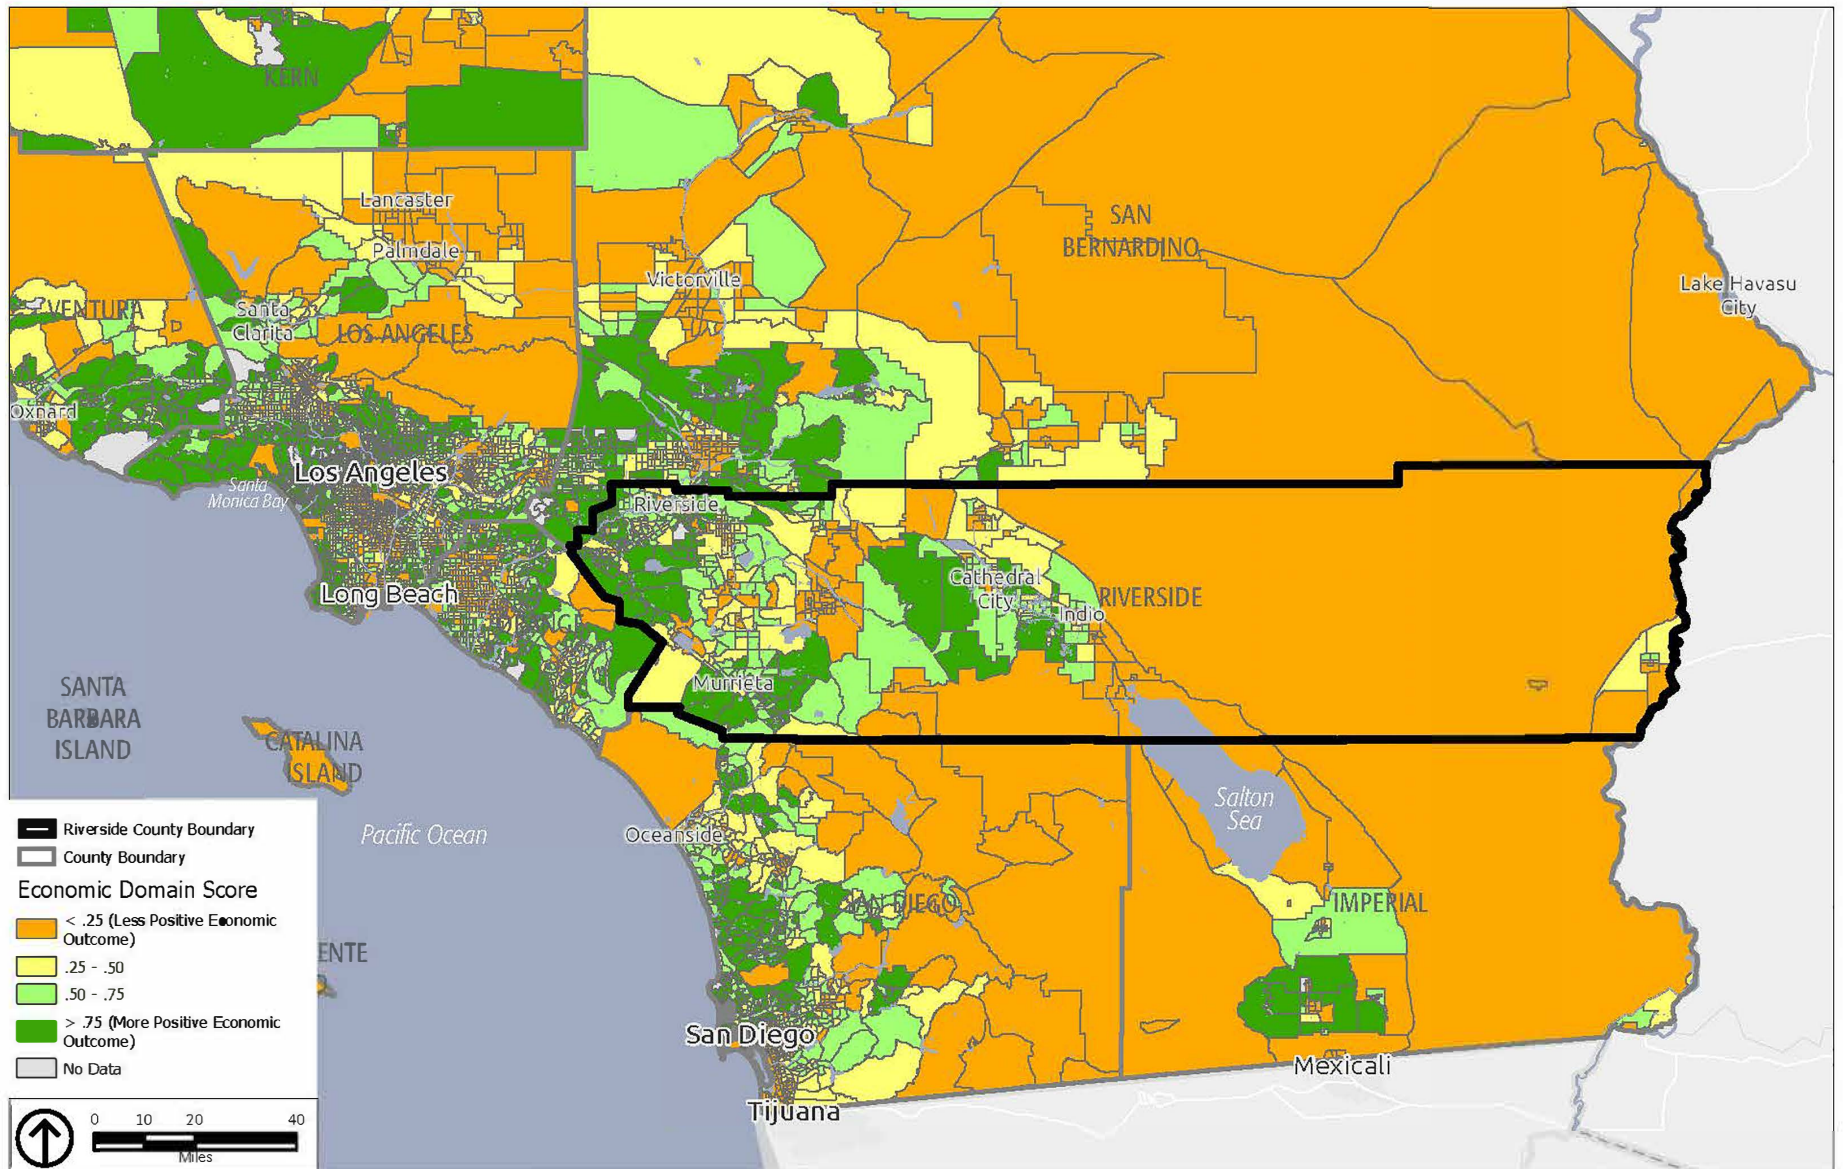 KERN
Lancaster
Palmdale
SAN
BERNARDINO
Victorville
Lake Havasu
City
VENTURA
Santa
Clarita
LOS ANGELES
Oxnard
Los Angeles
Santa
Monica Bay
Riverside
Long Beach
Cathedral
City
Indio
RIVERSIDE
Murrieta
SANTA
BARBARA
ISLAND
CATALINA
ISLAND
Salton
Sea
Pacific Ocean
Oceanside
SAN DIEGO
IMPERIAL
ENTE
San Diego
Mexicali
Tijuana
Riverside County Boundary
County Boundary
Economic Domain Score
< .25 (Less Positive Economic
Outcome)
.25 - .50
.50 - .75
> .75 (More Positive Economic
Outcome)
No Data
0 10 20 40
Miles